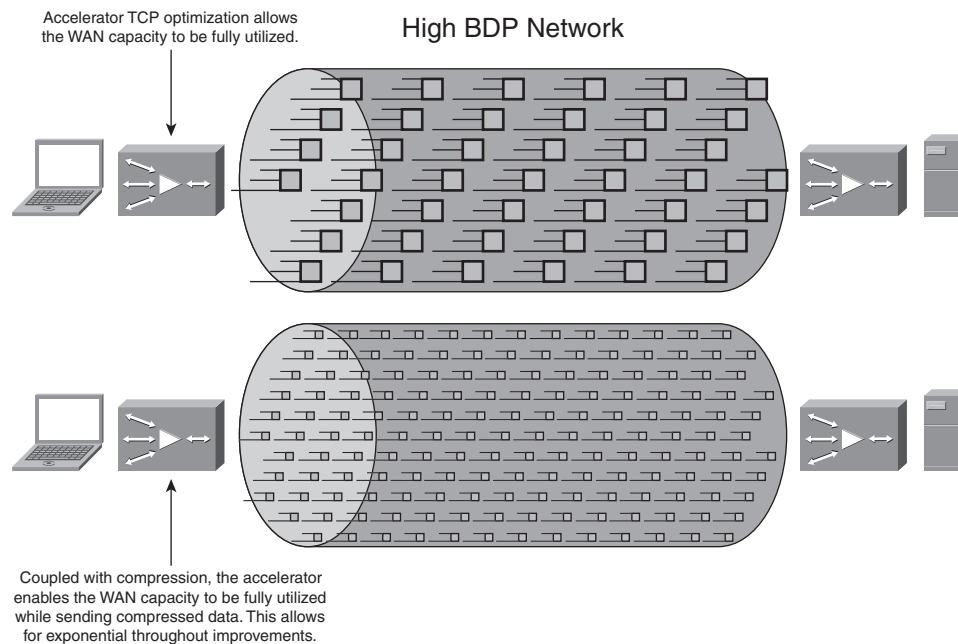 Accelerator TCP optimization allows
the WAN capacity to be fully utilized.
High BDP Network
Coupled with compression, the accelerator
enables the WAN capacity to be fully utilized
while sending compressed data. This allows
for exponential throughout improvements.